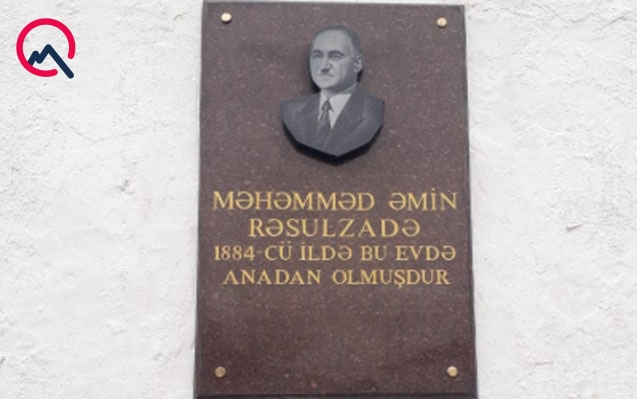 MƏHƏMMƏD ƏMİN
RƏSULZADƏ
1884-CÜ İLDƏ BU EVDƏ
ANADAN OLMUŞDUR